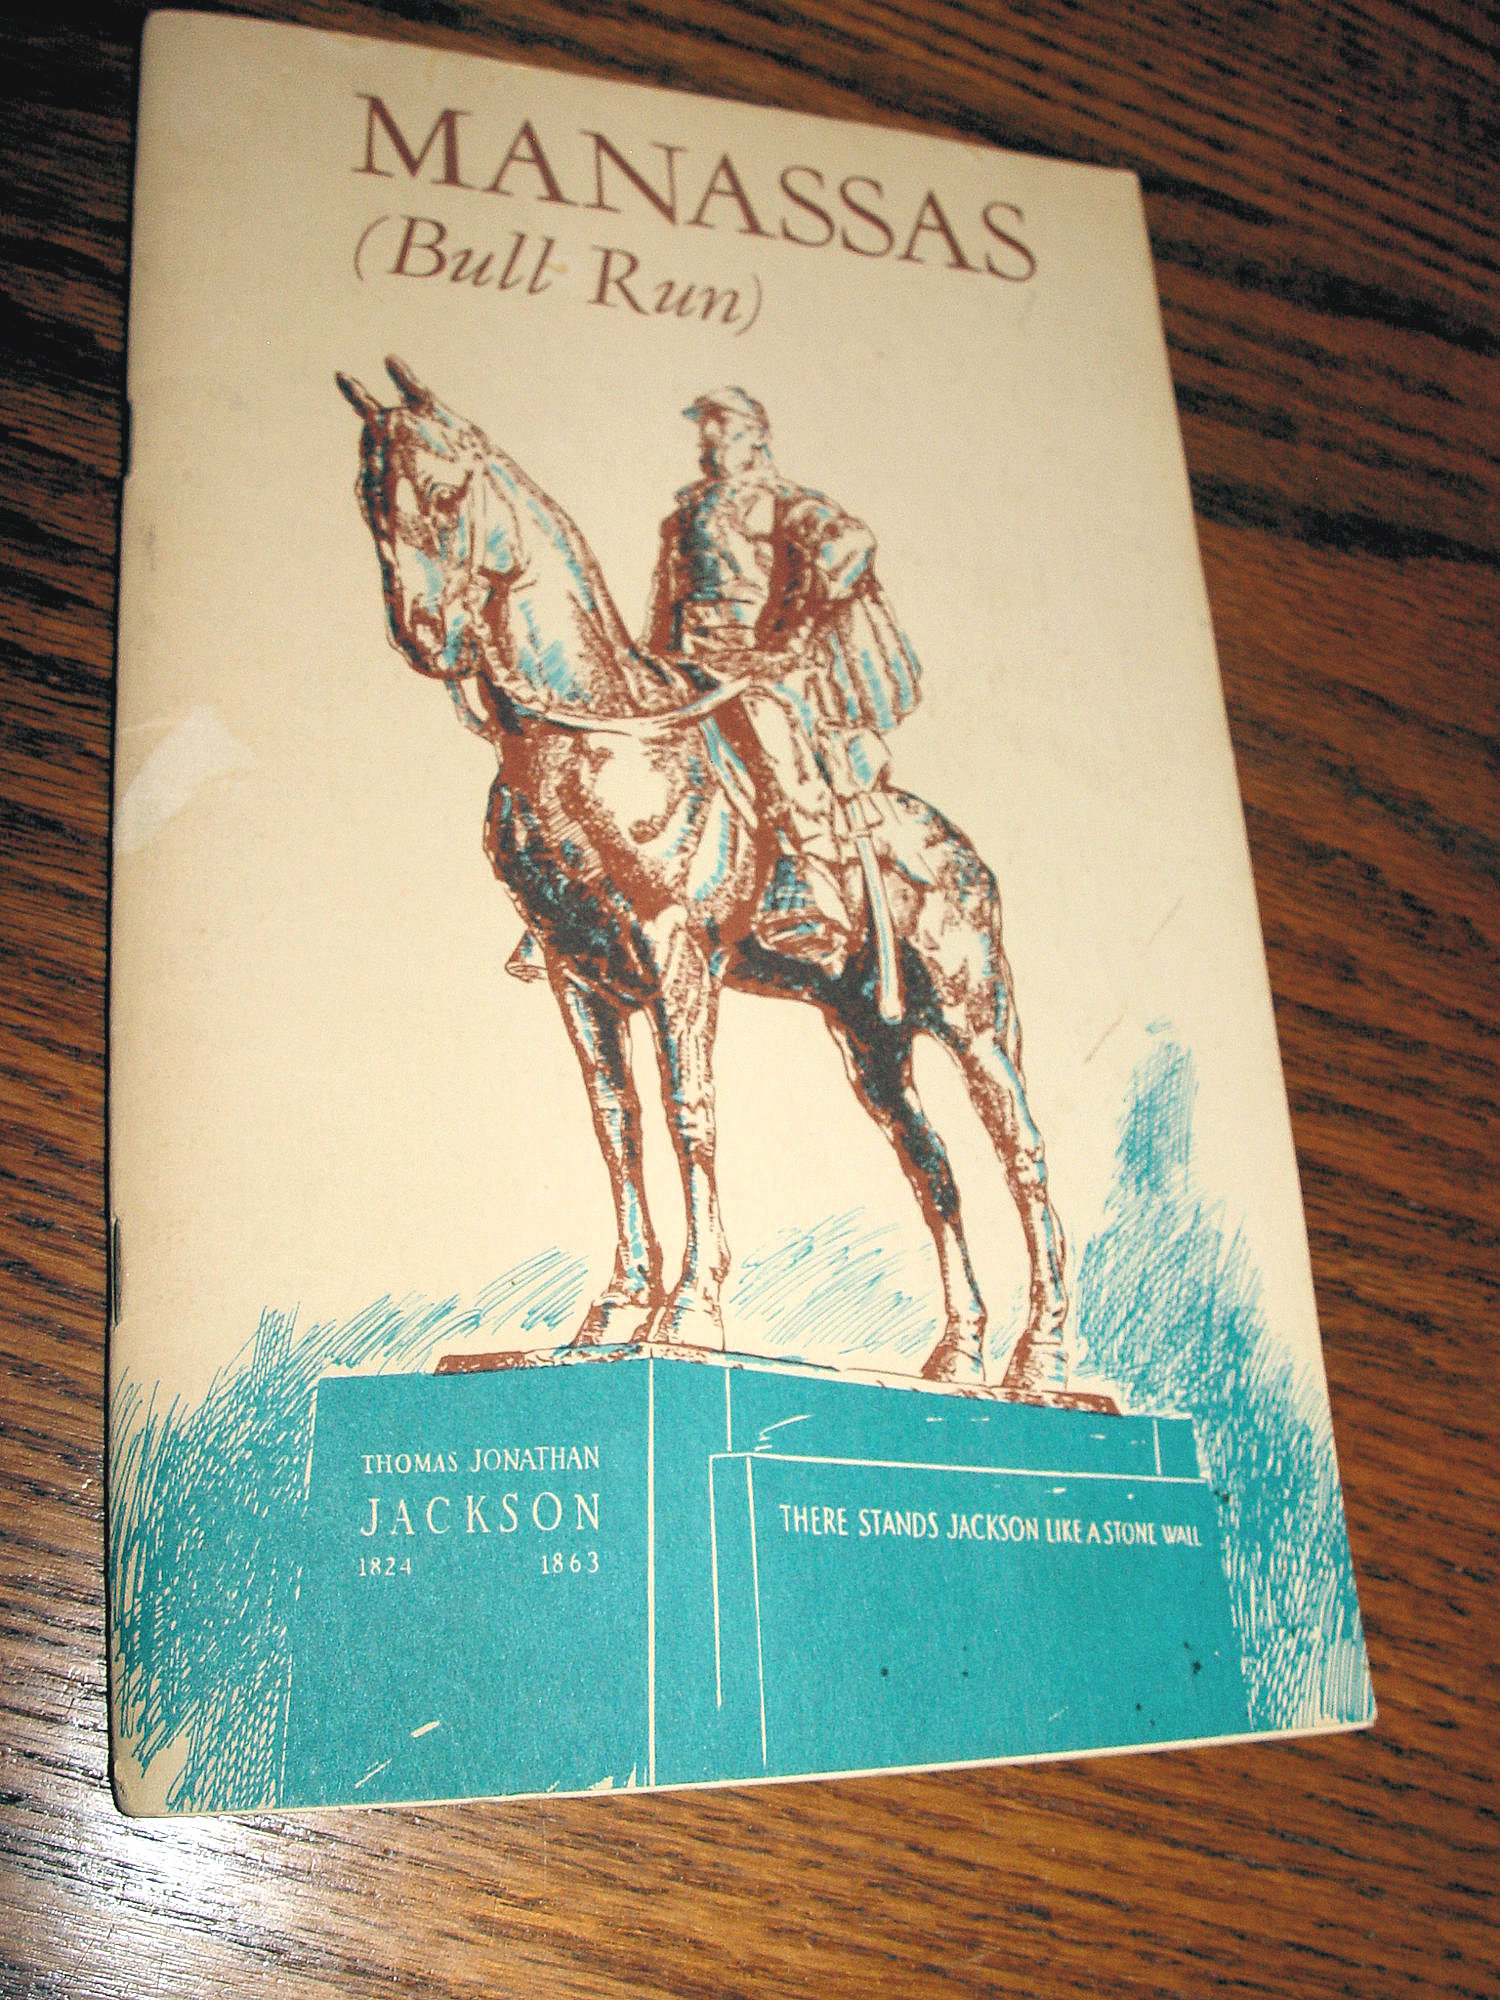 MANASSAS
(Bull Run)
THOMAS JONATHAN
JACKSON
1824 1863
THERE STANDS JACKSON LIKE A STONE WALL